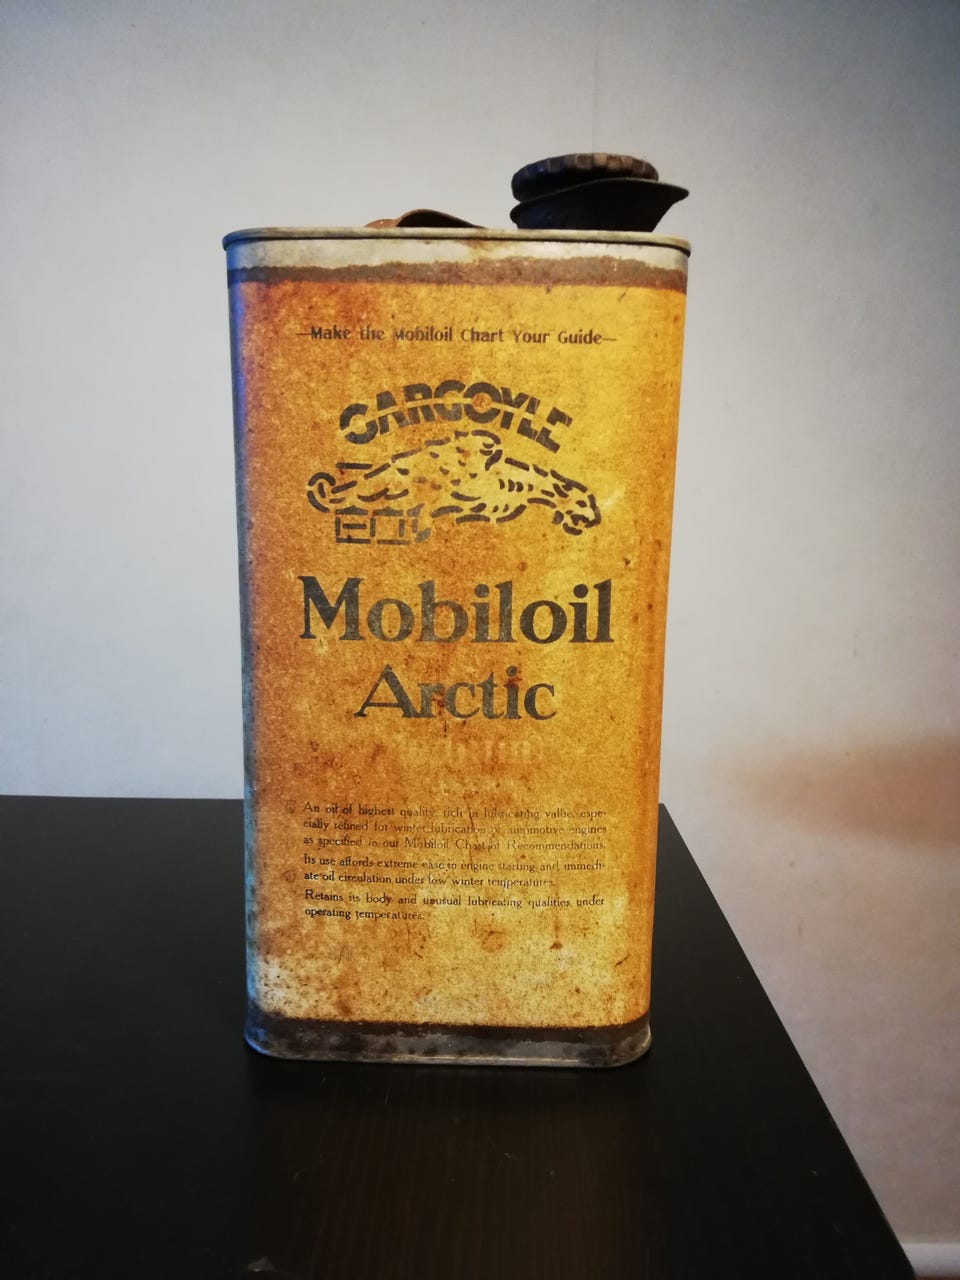 —Make the Mobiloil Chart Your Guide—
GARGOYLE
Mobiloil
Arctic
An oil of highest quality, rich in lubricating value, espe-
cially refined for winter lubrication of automotive engines
as specified in our Mobiloil Chart of Recommendations.
Its use affords extreme ease in engine starting and immedi-
ate oil circulation under low winter temperatures.
Retains its body and unusual lubricating qualities under
operating temperatures.